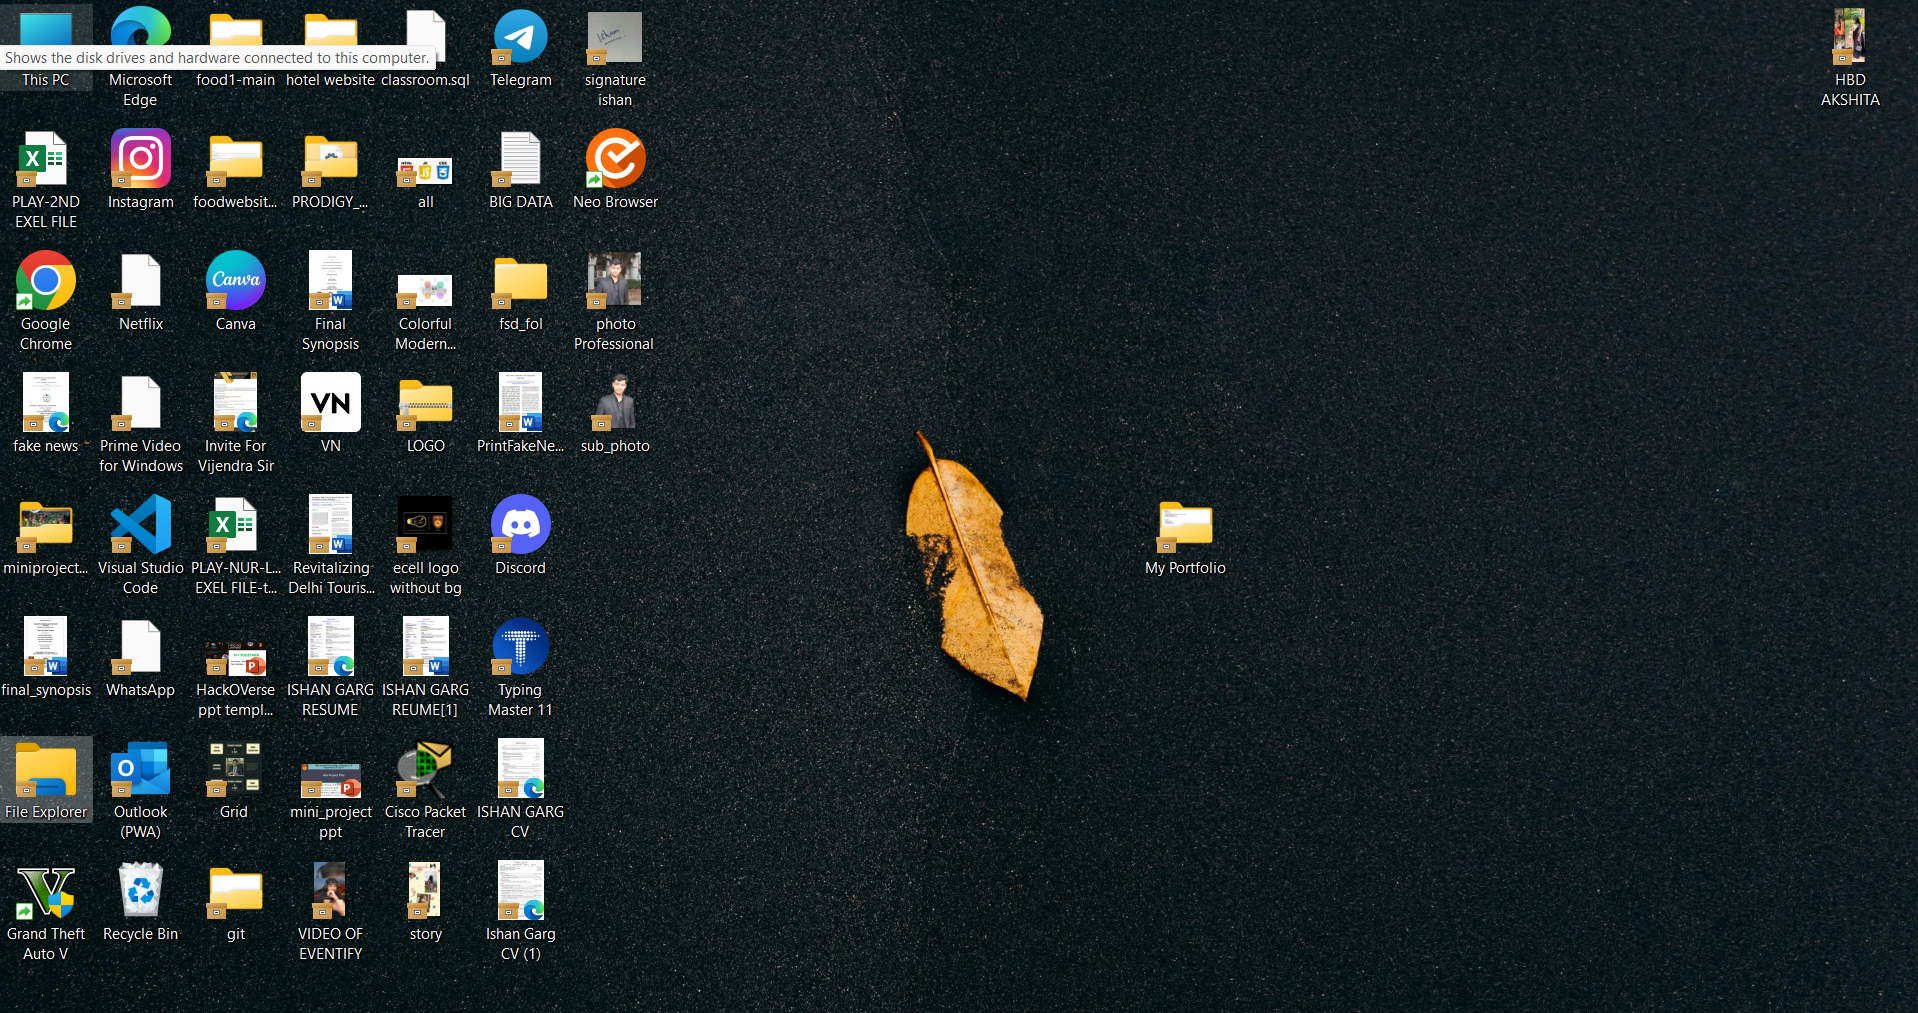 Shows the disk drives and hardware connected to this computer.
This PC
Microsoft
Edge
food1-main
hotel website
classroom.sql
Telegram
signature
ishan
HBD
AKSHITA
PLAY-2ND
EXEL FILE
Instagram
foodwebsit...
PRODIGY_...
all
BIG DATA
Neo Browser
Google
Chrome
Netflix
Canva
Canva
Final
Synopsis
Colorful
Modern...
fsd_fol
photo
Professional
fake news
Prime Video
for Windows
Invite For
Vijendra Sir
VN
VN
LOGO
PrintFakeNe...
sub_photo
miniproject...
Visual Studio
Code
PLAY-NUR-L...
EXEL FILE-t...
Revitalizing
Delhi Touris...
ecell logo
without bg
Discord
My Portfolio
final_synopsis
WhatsApp
HackOVerse
ppt templ...
ISHAN GARG
RESUME
ISHAN GARG
REUME[1]
Typing
Master 11
File Explorer
Outlook
(PWA)
Grid
mini_project
ppt
Cisco Packet
Tracer
ISHAN GARG
CV
Grand Theft
Auto V
Recycle Bin
git
VIDEO OF
EVENTIFY
story
Ishan Garg
CV (1)